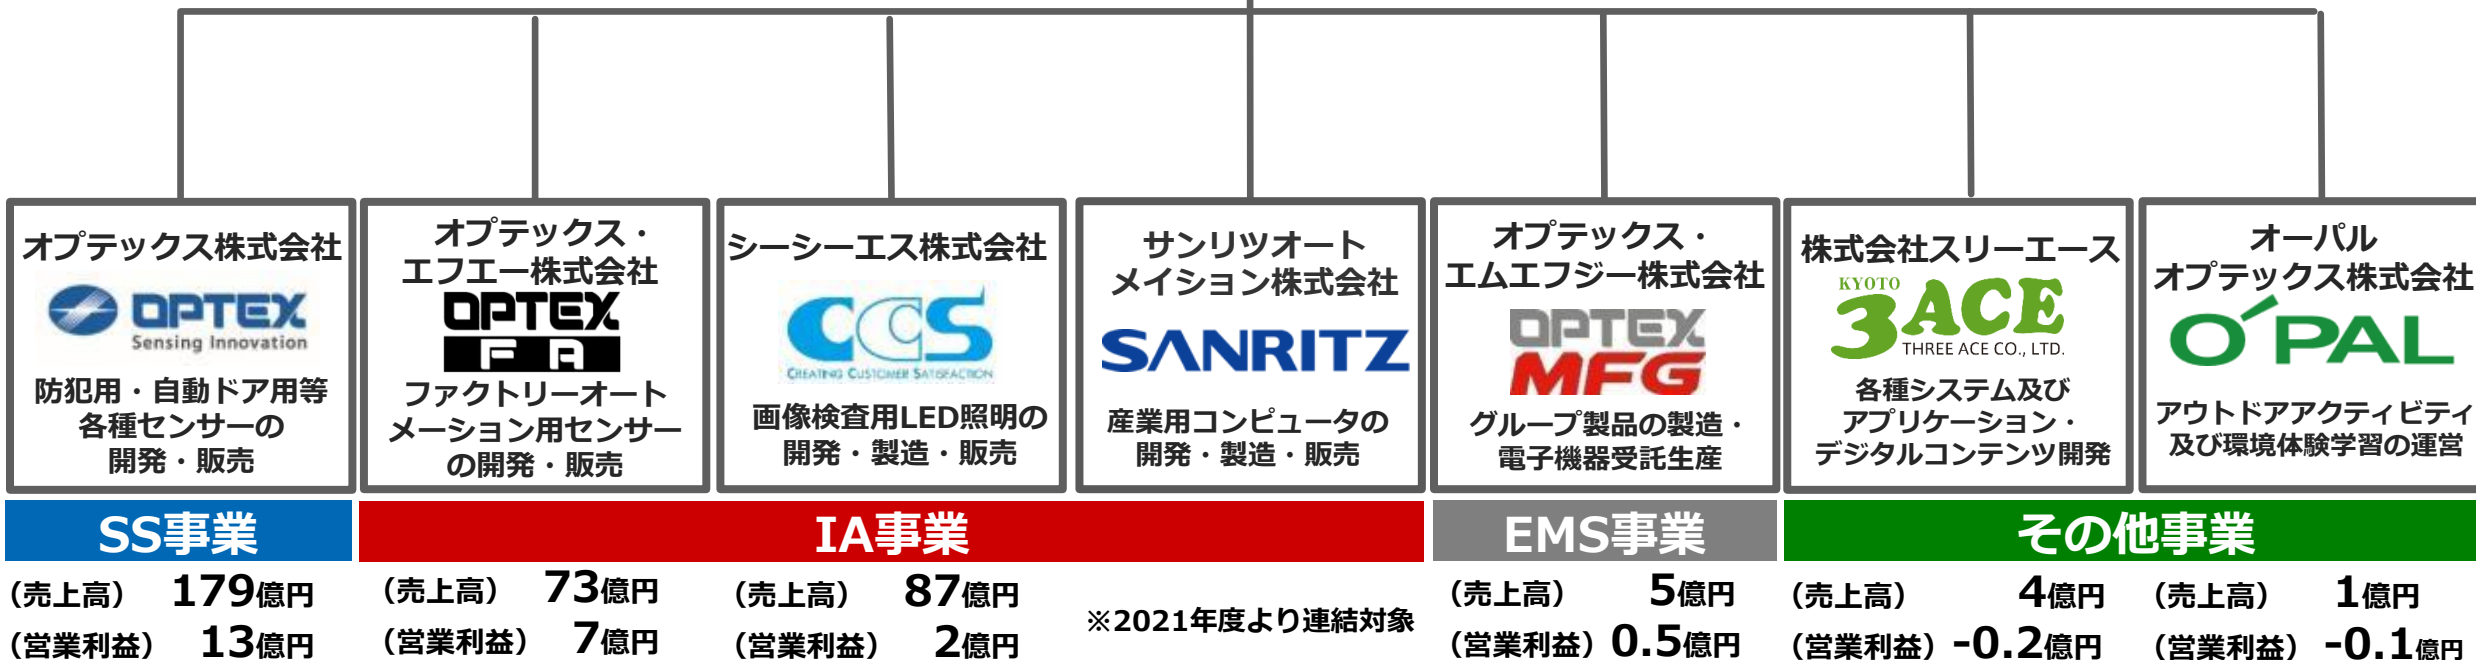 オプテックス株式会社
OPTEX
Sensing Innovation
防犯用・自動ドア用等
各種センサーの
開発・販売
オプテックス・
エフエー株式会社
OPTEX
FA
ファクトリーオート
メーション用センサー
の開発・販売
シーシーエス株式会社
CCS
CREATING CUSTOMER SATISFACTION
画像検査用LED照明の
開発・製造・販売
サンリツオート
メイション株式会社
SANRITZ
産業用コンピュータの
開発・製造・販売
オプテックス・
エムエフジー株式会社
OPTEX
MFG
グループ製品の製造・
電子機器受託生産
株式会社スリーエース
KYOTO
3ACE
THREE ACE CO., LTD.
各種システム及び
アプリケーション・
デジタルコンテンツ開発
オーパル
オプテックス株式会社
O'PAL
アウトドアアクティビティ
及び環境体験学習の運営
SS事業
IA事業
EMS事業
その他事業
（売上高） 179億円
（営業利益） 13億円
（売上高） 73億円
（営業利益） 7億円
（売上高） 87億円
（営業利益） 2億円
※2021年度より連結対象
（売上高） 5億円
（営業利益） 0.5億円
（売上高） 4億円
（営業利益） -0.2億円
（売上高） 1億円
（営業利益） -0.1億円